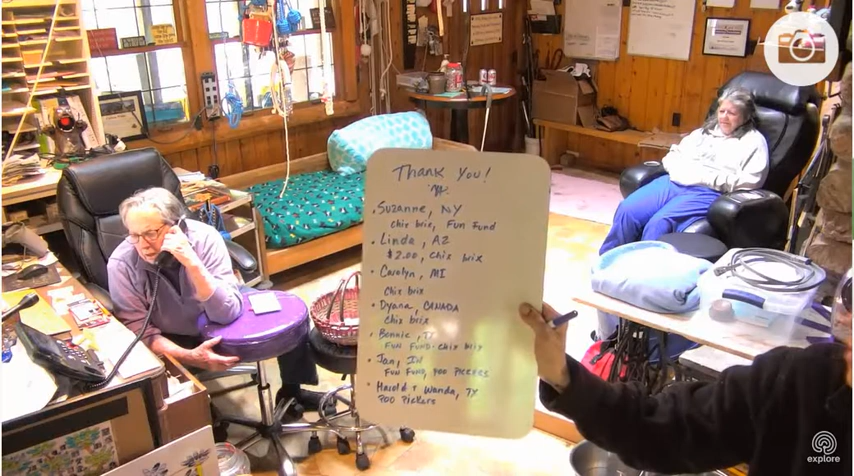 Thank You!
• Suzanne, NY
chix brix, Fun Fund
• Linda, AZ
$2.00, chix brix
• Carolyn, MI
chix brix
• Dyana, CANADA
chix brix
• Bonnie,
FUN FUND, chix brix
• Jan, IN
FUN FUND, POO PICKERS
• Harold + Wanda, TX
POO Pickers
explore